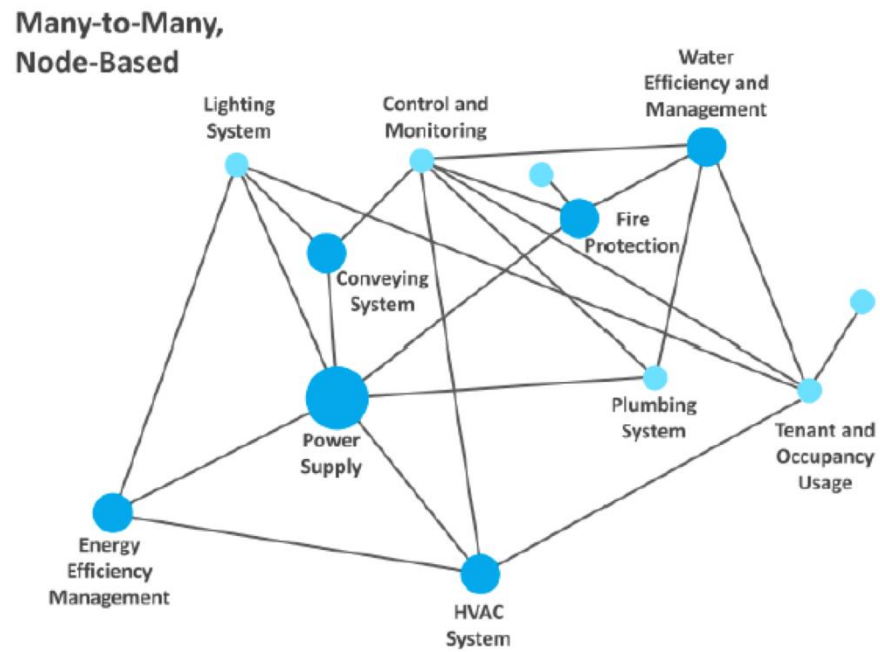 Many-to-Many,
Node-Based
Water
Efficiency and
Management
Lighting
System
Control and
Monitoring
Fire
Protection
Conveying
System
Plumbing
System
Tenant and
Occupancy
Usage
Power
Supply
Energy
Efficiency
Management
HVAC
System